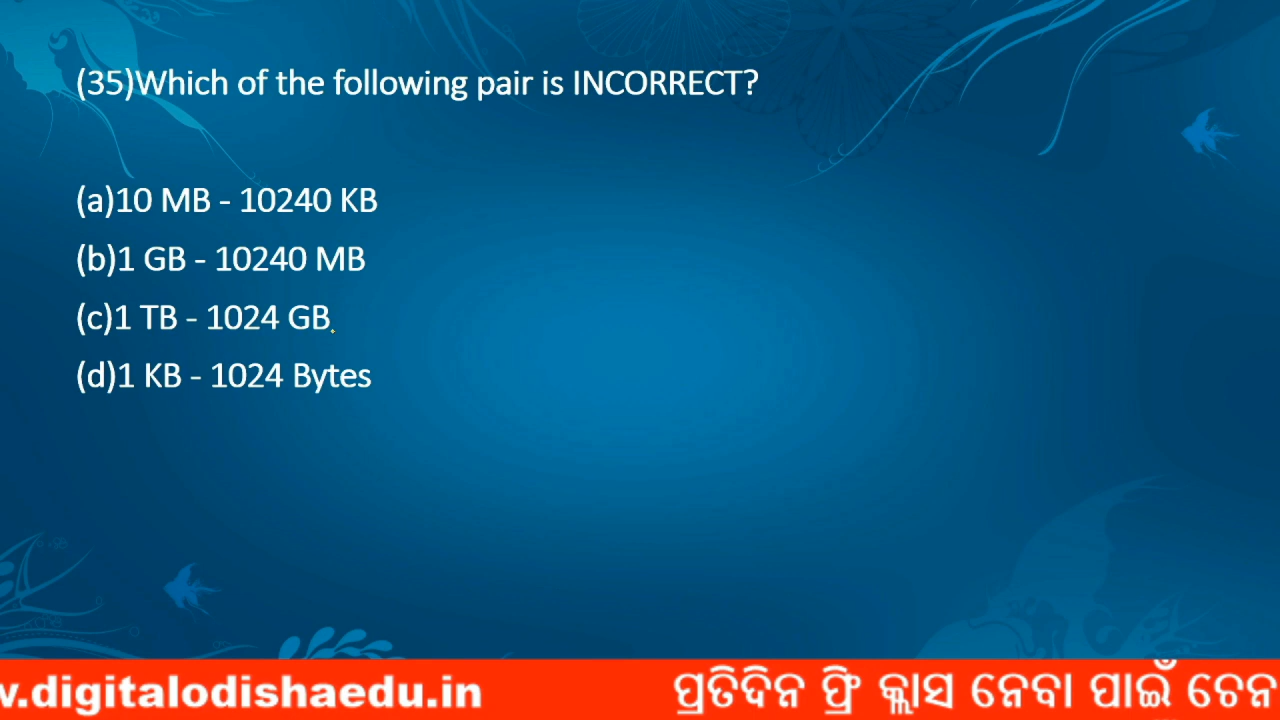 (35)Which of the following pair is INCORRECT?
(a)10 MB - 10240 KB
(b)1 GB - 10240 MB
(c)1 TB - 1024 GB
(d)1 KB - 1024 Bytes
v.digitalodishaedu.in ପ୍ରତିଦିନ ଫ୍ରି କ୍ଲାସ ନେବା ପାଇଁ ଚେନ